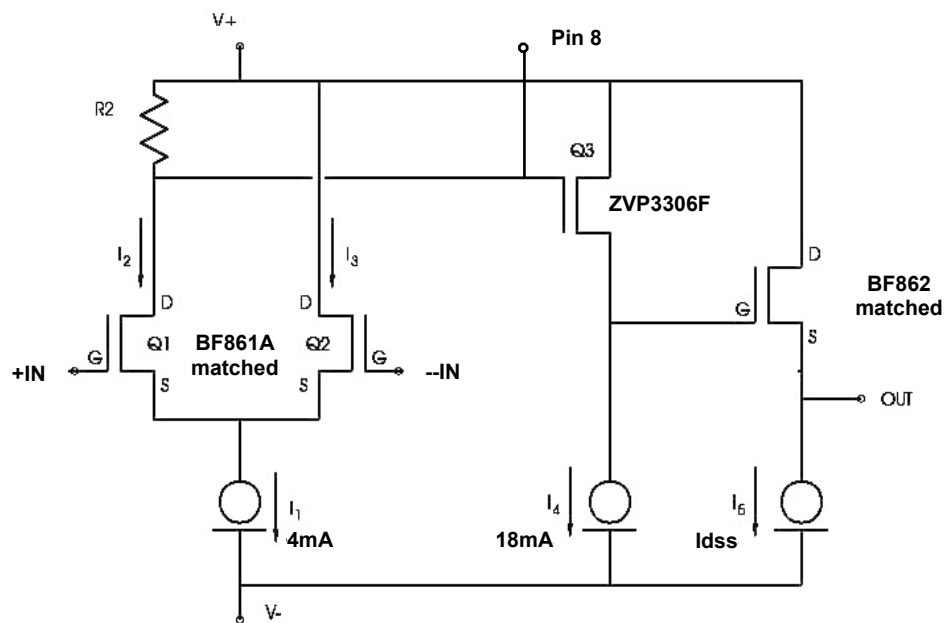 V+
Pin 8
R2
Q3
ZVP3306F
I2
I3
D
D
D
BF862
matched
G
S
+IN
G
Q1
BF861A
matched
Q2
G
--IN
S
S
OUT
I1
4mA
I4
18mA
I5
Idss
V-